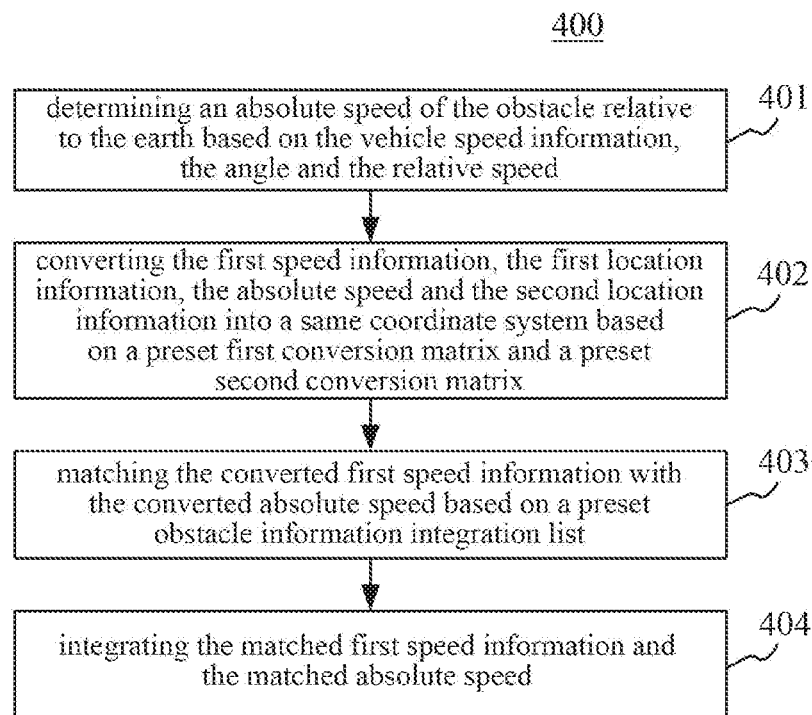 400
determining an absolute speed of the obstacle relative
to the earth based on the vehicle speed information,
the angle and the relative speed
401
converting the first speed information, the first location
information, the absolute speed and the second location
information into a same coordinate system based
on a preset first conversion matrix and a preset
second conversion matrix
402
matching the converted first speed information with
the converted absolute speed based on a preset
obstacle information integration list
403
integrating the matched first speed information and
the matched absolute speed
404